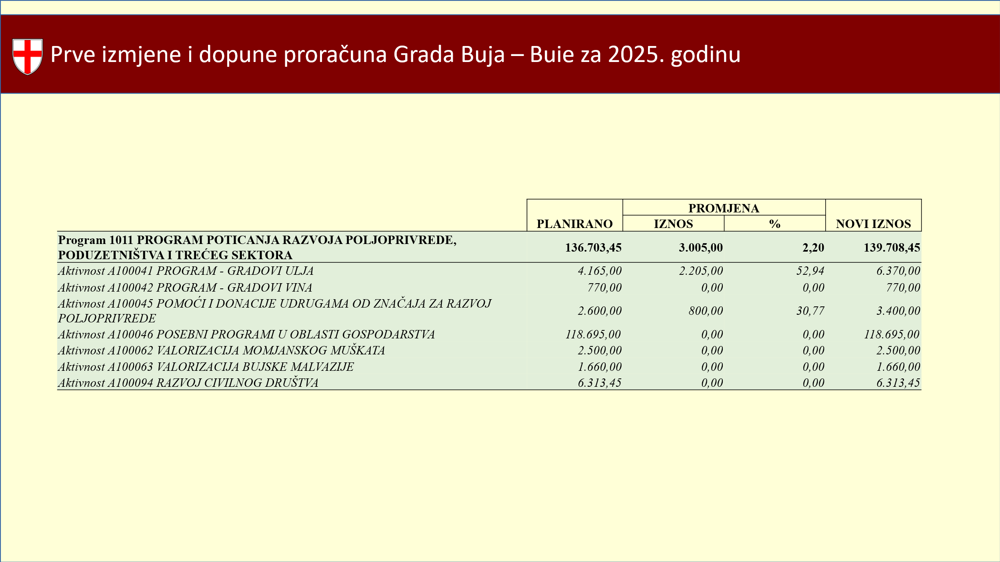 Prve izmjene i dopune proračuna Grada Buja – Buie za 2025. godinu
PLANIRANO PROMJENA NOVI IZNOS
IZNOS %
Program 1011 PROGRAM POTICANJA RAZVOJA POLJOPRIVREDE,
PODUZETNIŠTVA I TREĆEG SEKTORA 136.703,45 3.005,00 2,20 139.708,45
Aktivnost A100041 PROGRAM - GRADOVI ULJA 4.165,00 2.205,00 52,94 6.370,00
Aktivnost A100042 PROGRAM - GRADOVI VINA 770,00 0,00 0,00 770,00
Aktivnost A100045 POMOĆI I DONACIJE UDRUGAMA OD ZNAČAJA ZA RAZVOJ
POLJOPRIVREDE 2.600,00 800,00 30,77 3.400,00
Aktivnost A100046 POSEBNI PROGRAMI U OBLASTI GOSPODARSTVA 118.695,00 0,00 0,00 118.695,00
Aktivnost A100062 VALORIZACIJA MOMJANSKOG MUŠKATA 2.500,00 0,00 0,00 2.500,00
Aktivnost A100063 VALORIZACIJA BUJSKE MALVAZIJE 1.660,00 0,00 0,00 1.660,00
Aktivnost A100094 RAZVOJ CIVILNOG DRUŠTVA 6.313,45 0,00 0,00 6.313,45